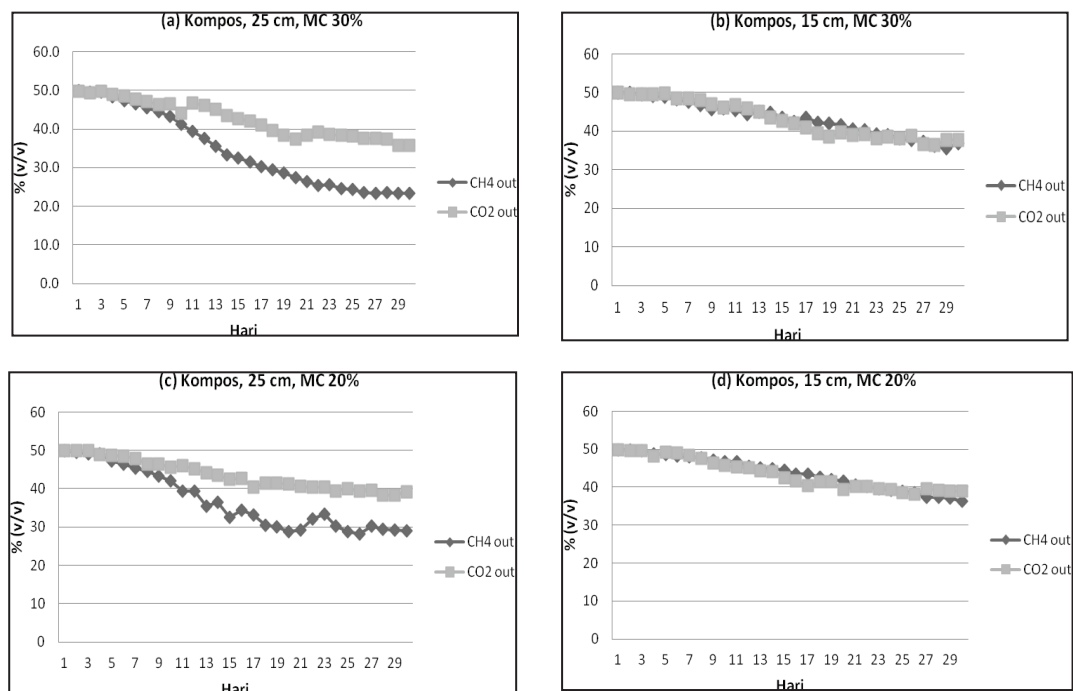 (a) Kompos, 25 cm, MC 30%
60.0
50.0
40.0
30.0
20.0
10.0
0.0
% (v/v)
1 3 5 7 9 11 13 15 17 19 21 23 25 27 29
Hari
CH4 out
CO2 out
(b) Kompos, 15 cm, MC 30%
60
50
40
30
20
10
0
% (v/v)
1 3 5 7 9 11 13 15 17 19 21 23 25 27 29
Hari
CH4 out
CO2 out
(c) Kompos, 25 cm, MC 20%
60
50
40
30
20
10
0
% (v/v)
1 3 5 7 9 11 13 15 17 19 21 23 25 27 29
Hari
CH4 out
CO2 out
(d) Kompos, 15 cm, MC 20%
60
50
40
30
20
10
0
% (v/v)
1 3 5 7 9 11 13 15 17 19 21 23 25 27 29
Hari
CH4 out
CO2 out